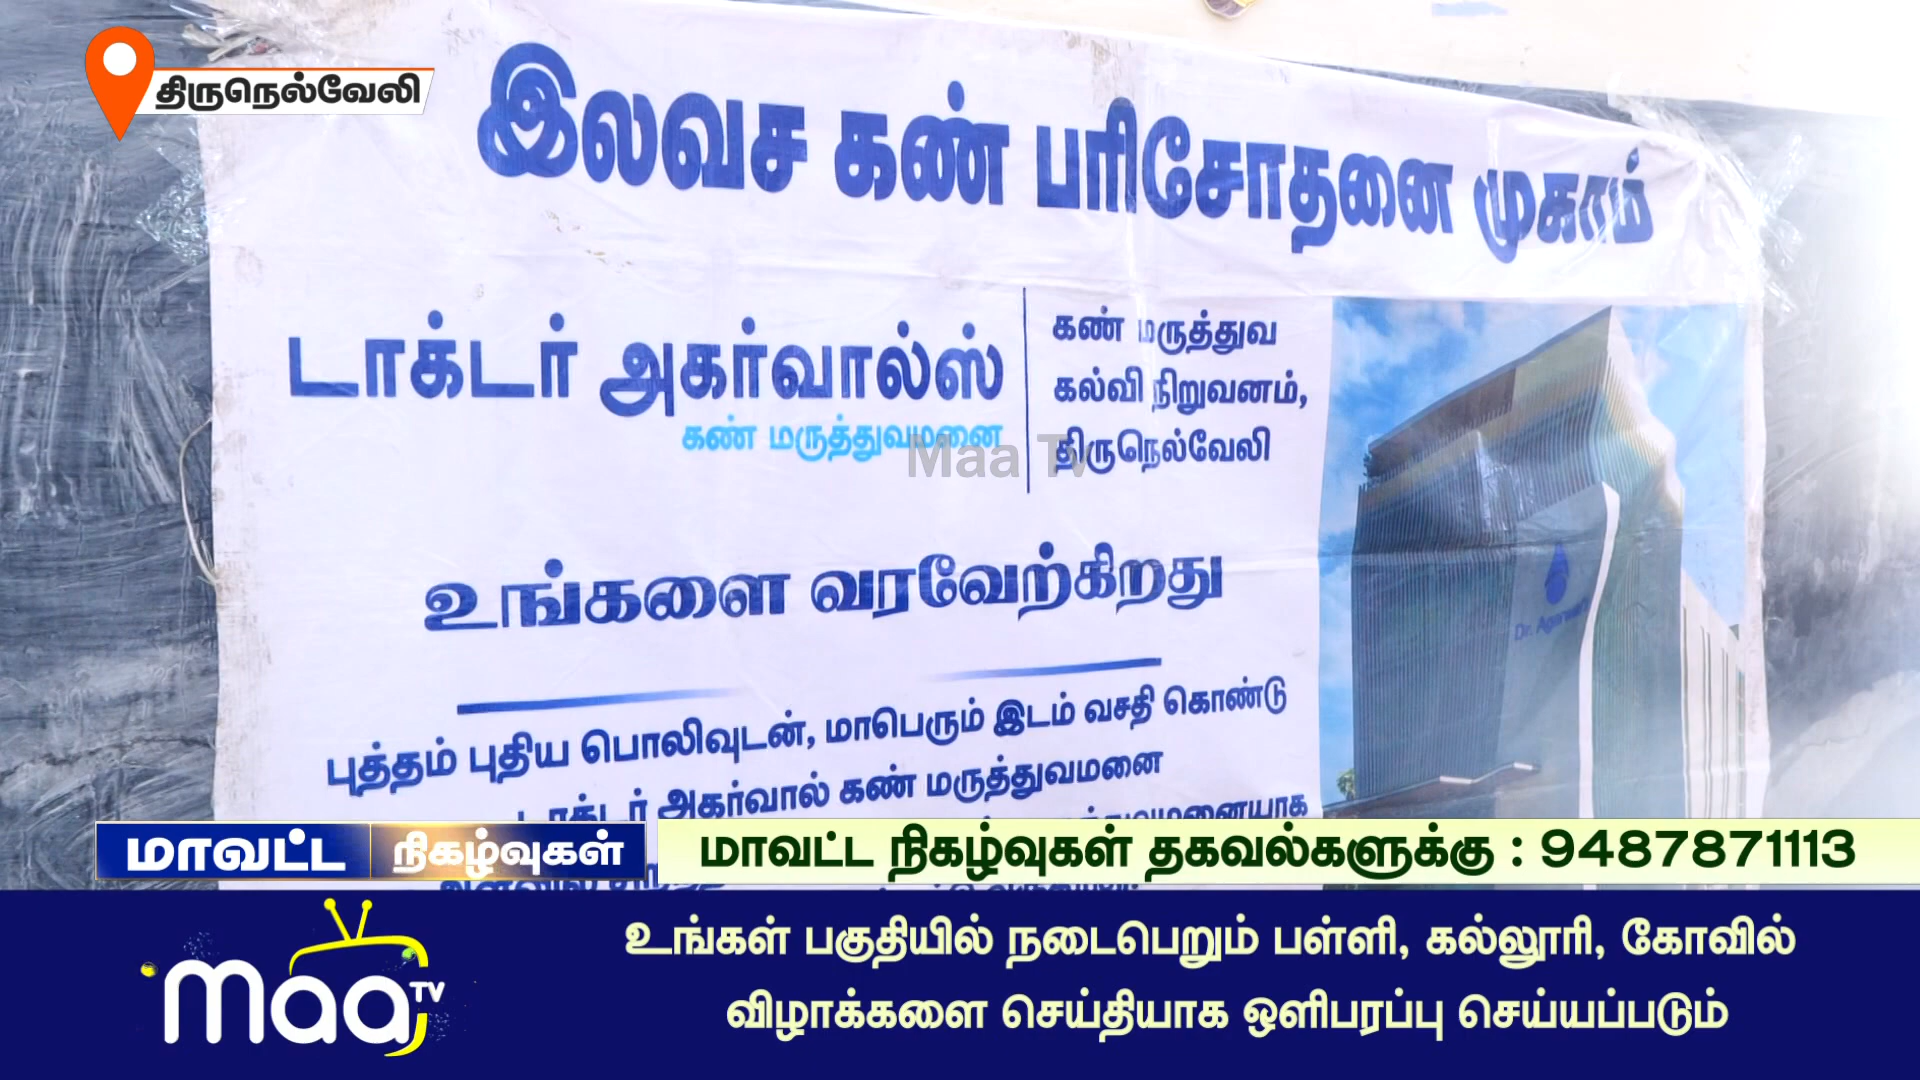 திருநெல்வேலி
இலவச கண் பரிசோதனை முகாம்
டாக்டர் அகர்வால்ஸ்
கண் மருத்துவமனை
கண் மருத்துவ
கல்வி நிறுவனம்,
திருநெல்வேலி
Maa Tv
உங்களை வரவேற்கிறது
Dr. Agarwals
புத்தம் புதிய பொலிவுடன், மாபெரும் இடம் வசதி கொண்டு
டாக்டர் அகர்வால் கண் மருத்துவமனை
மாவட்ட நிகழ்வுகள்
மாவட்ட நிகழ்வுகள் தகவல்களுக்கு : 9487871113
maa TV
உங்கள் பகுதியில் நடைபெறும் பள்ளி, கல்லூரி, கோவில்
விழாக்களை செய்தியாக ஒளிபரப்பு செய்யப்படும்